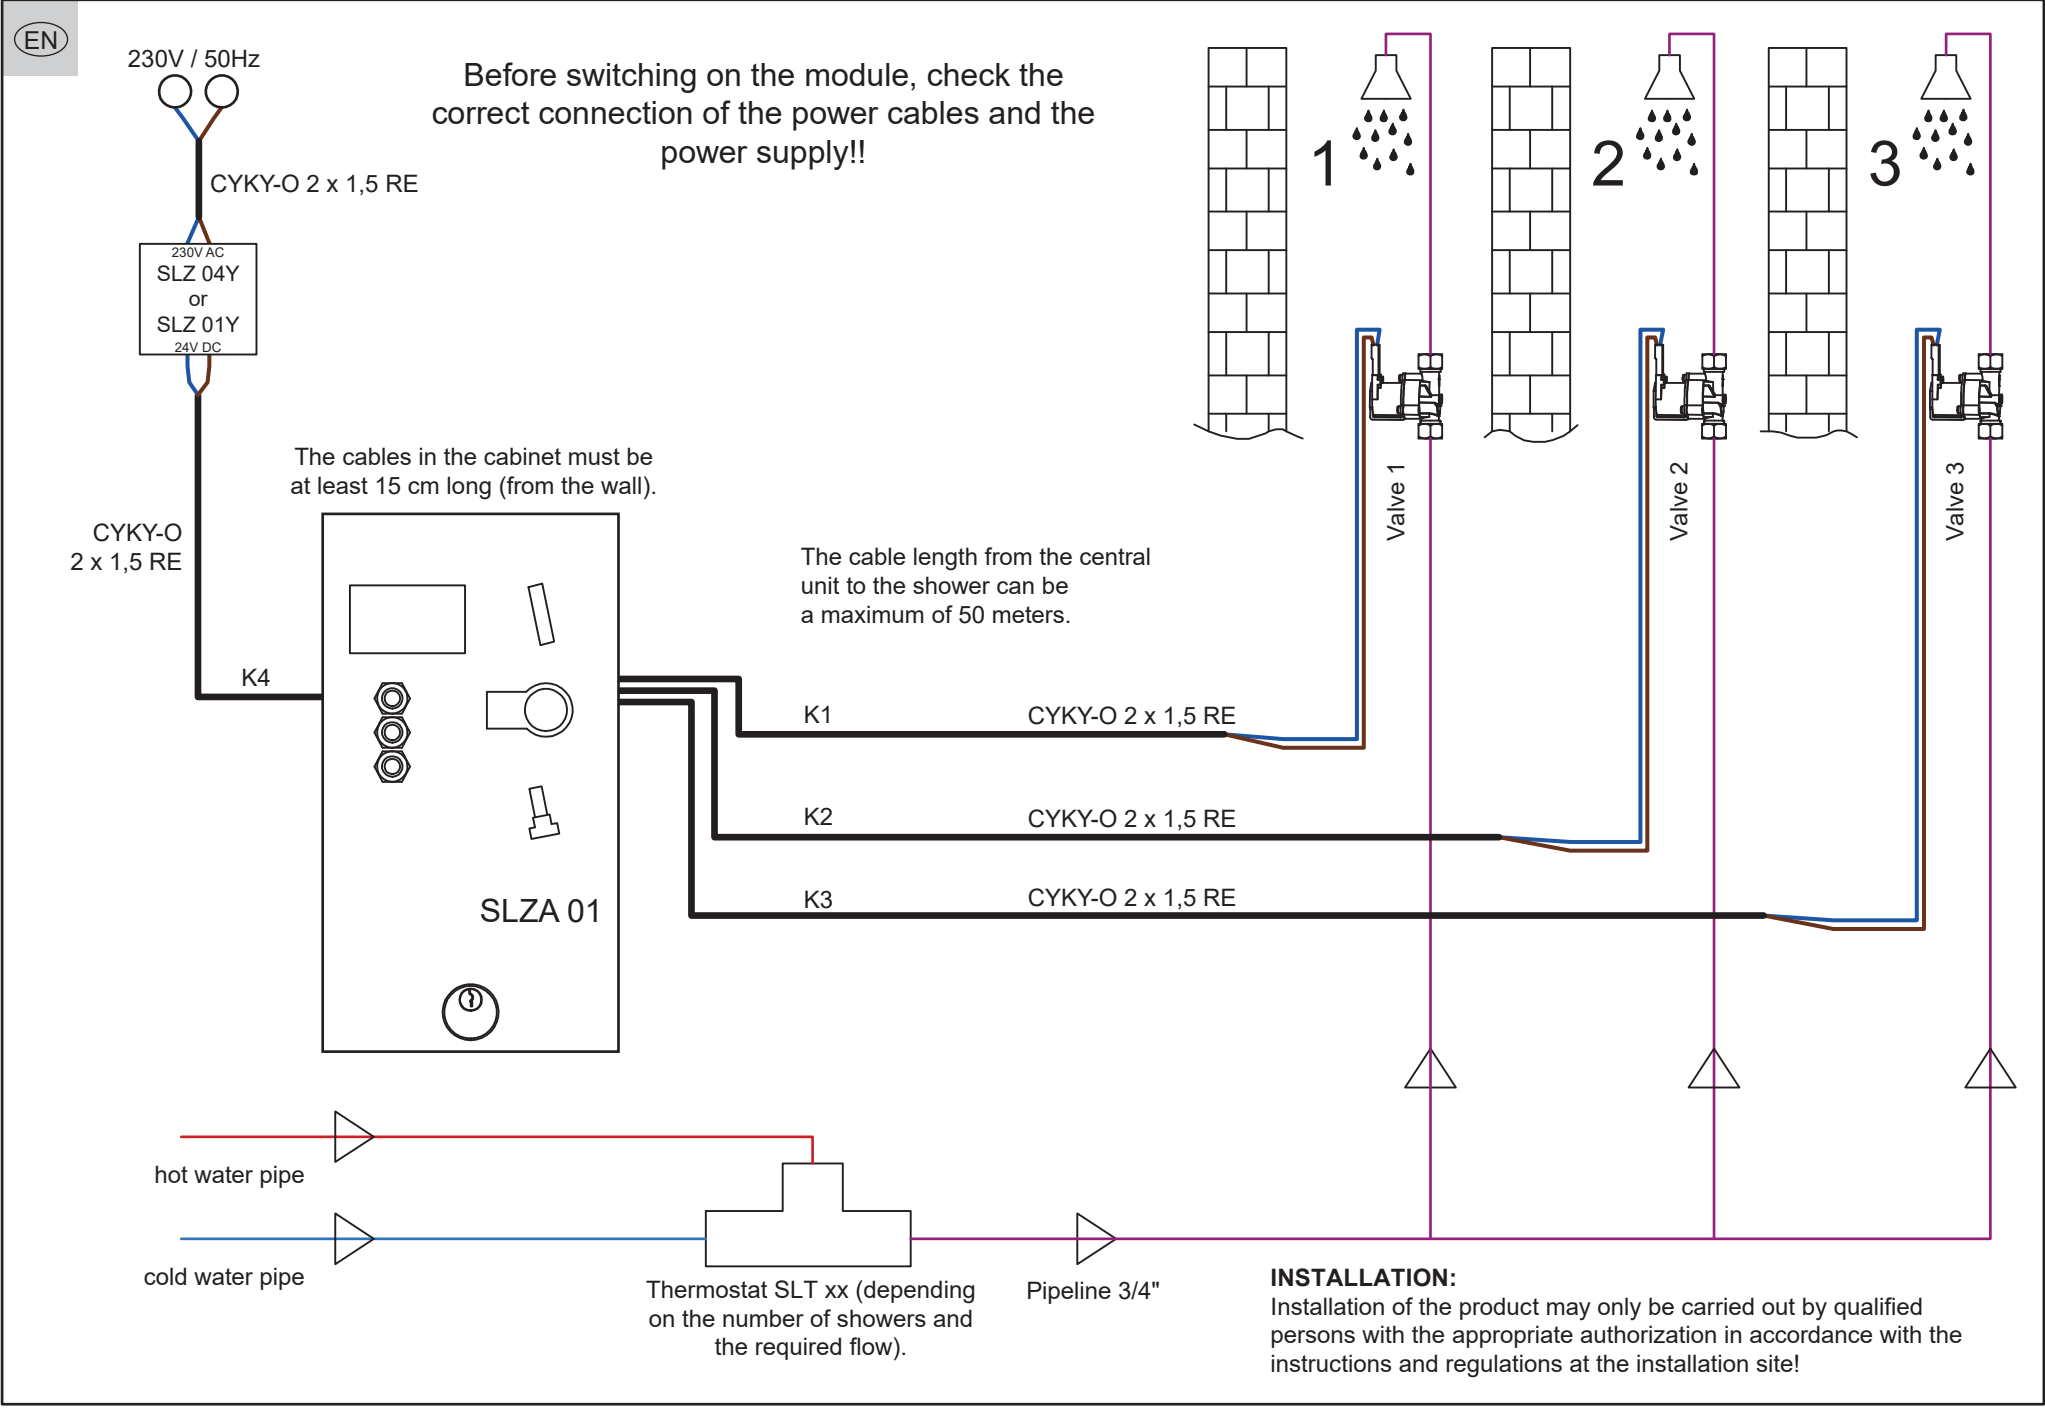 EN
230V / 50Hz
Before switching on the module, check the
correct connection of the power cables and the
power supply!!
1
2
3
CYKY-O 2 x 1,5 RE
230V AC
SLZ 04Y
or
SLZ 01Y
24V DC
The cables in the cabinet must be
at least 15 cm long (from the wall).
Valve 1
Valve 2
Valve 3
CYKY-O
2 x 1,5 RE
The cable length from the central
unit to the shower can be
a maximum of 50 meters.
K4
K1
CYKY-O 2 x 1,5 RE
K2
CYKY-O 2 x 1,5 RE
K3
CYKY-O 2 x 1,5 RE
SLZA 01
hot water pipe
cold water pipe
Thermostat SLT xx (depending
on the number of showers and
the required flow).
Pipeline 3/4"
INSTALLATION:
Installation of the product may only be carried out by qualified
persons with the appropriate authorization in accordance with the
instructions and regulations at the installation site!